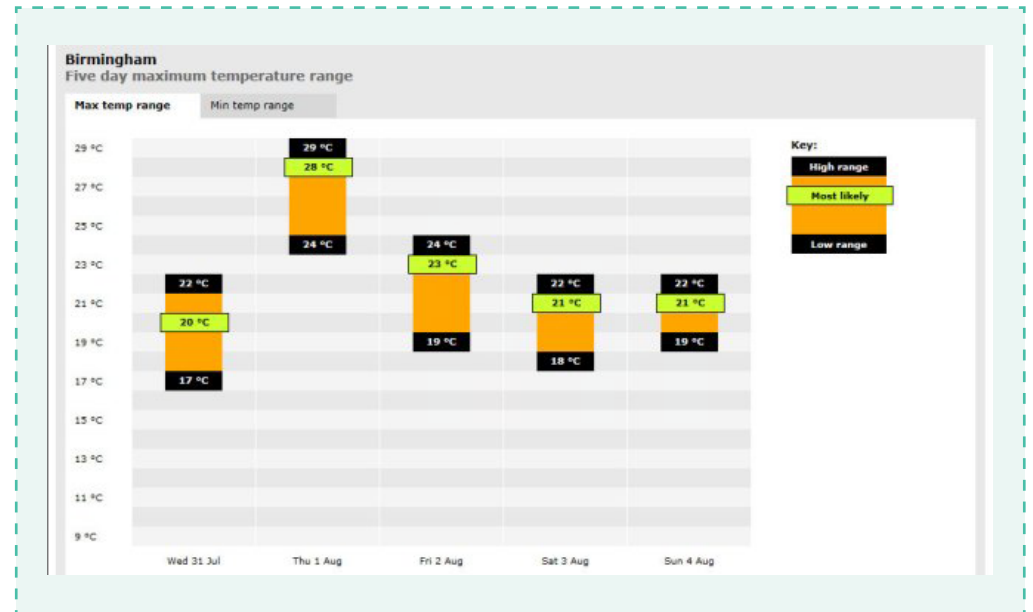 Birmingham
Five day maximum temperature range
Max temp range Min temp range
29 °C
27 °C
25 °C
23 °C
21 °C
19 °C
17 °C
15 °C
13 °C
11 °C
9 °C
22 °C
20 °C
17 °C
29 °C
28 °C
24 °C
24 °C
23 °C
19 °C
22 °C
21 °C
18 °C
22 °C
21 °C
19 °C
Wed 31 Jul Thu 1 Aug Fri 2 Aug Sat 3 Aug Sun 4 Aug
Key:
High range
Most likely
Low range